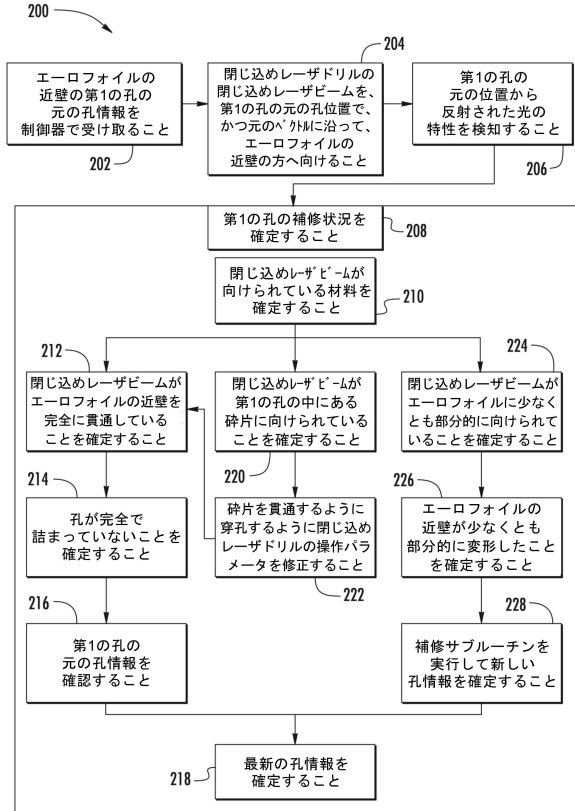 200
エーロフォイルの
近壁の第1の孔の
元の孔情報を
制御器で受け取ること
202
204
閉じ込めレーザドリルの
閉じ込めレーザビームを、
第1の孔の元の孔位置で、
かつ元のベクトルに沿って、
エーロフォイルの
近壁の方へ向けること
第1の孔の
元の位置から
反射された光の
特性を検知すること
206
第1の孔の補修状況を
確定すること
208
閉じ込めレーザビームが
向けられている材料を
確定すること
210
212
閉じ込めレーザビームが
エーロフォイルの近壁を
完全に貫通している
ことを確定すること
閉じ込めレーザビームが
第1の孔の中にある
砕片に向けられている
ことを確定すること
220
224
閉じ込めレーザビームが
エーロフォイルに少なく
とも部分的に向けられて
いることを確定すること
214
孔が完全で
詰まっていないことを
確定すること
砕片を貫通するように
穿孔するように閉じ込め
レーザドリルの操作パラ
メータを修正すること
222
226
エーロフォイルの
近壁が少なくとも
部分的に変形したこと
を確定すること
216
第1の孔の
元の孔情報を
確認すること
228
補修サブルーチンを
実行して新しい
孔情報を確定すること
218
最新の孔情報を
確定すること